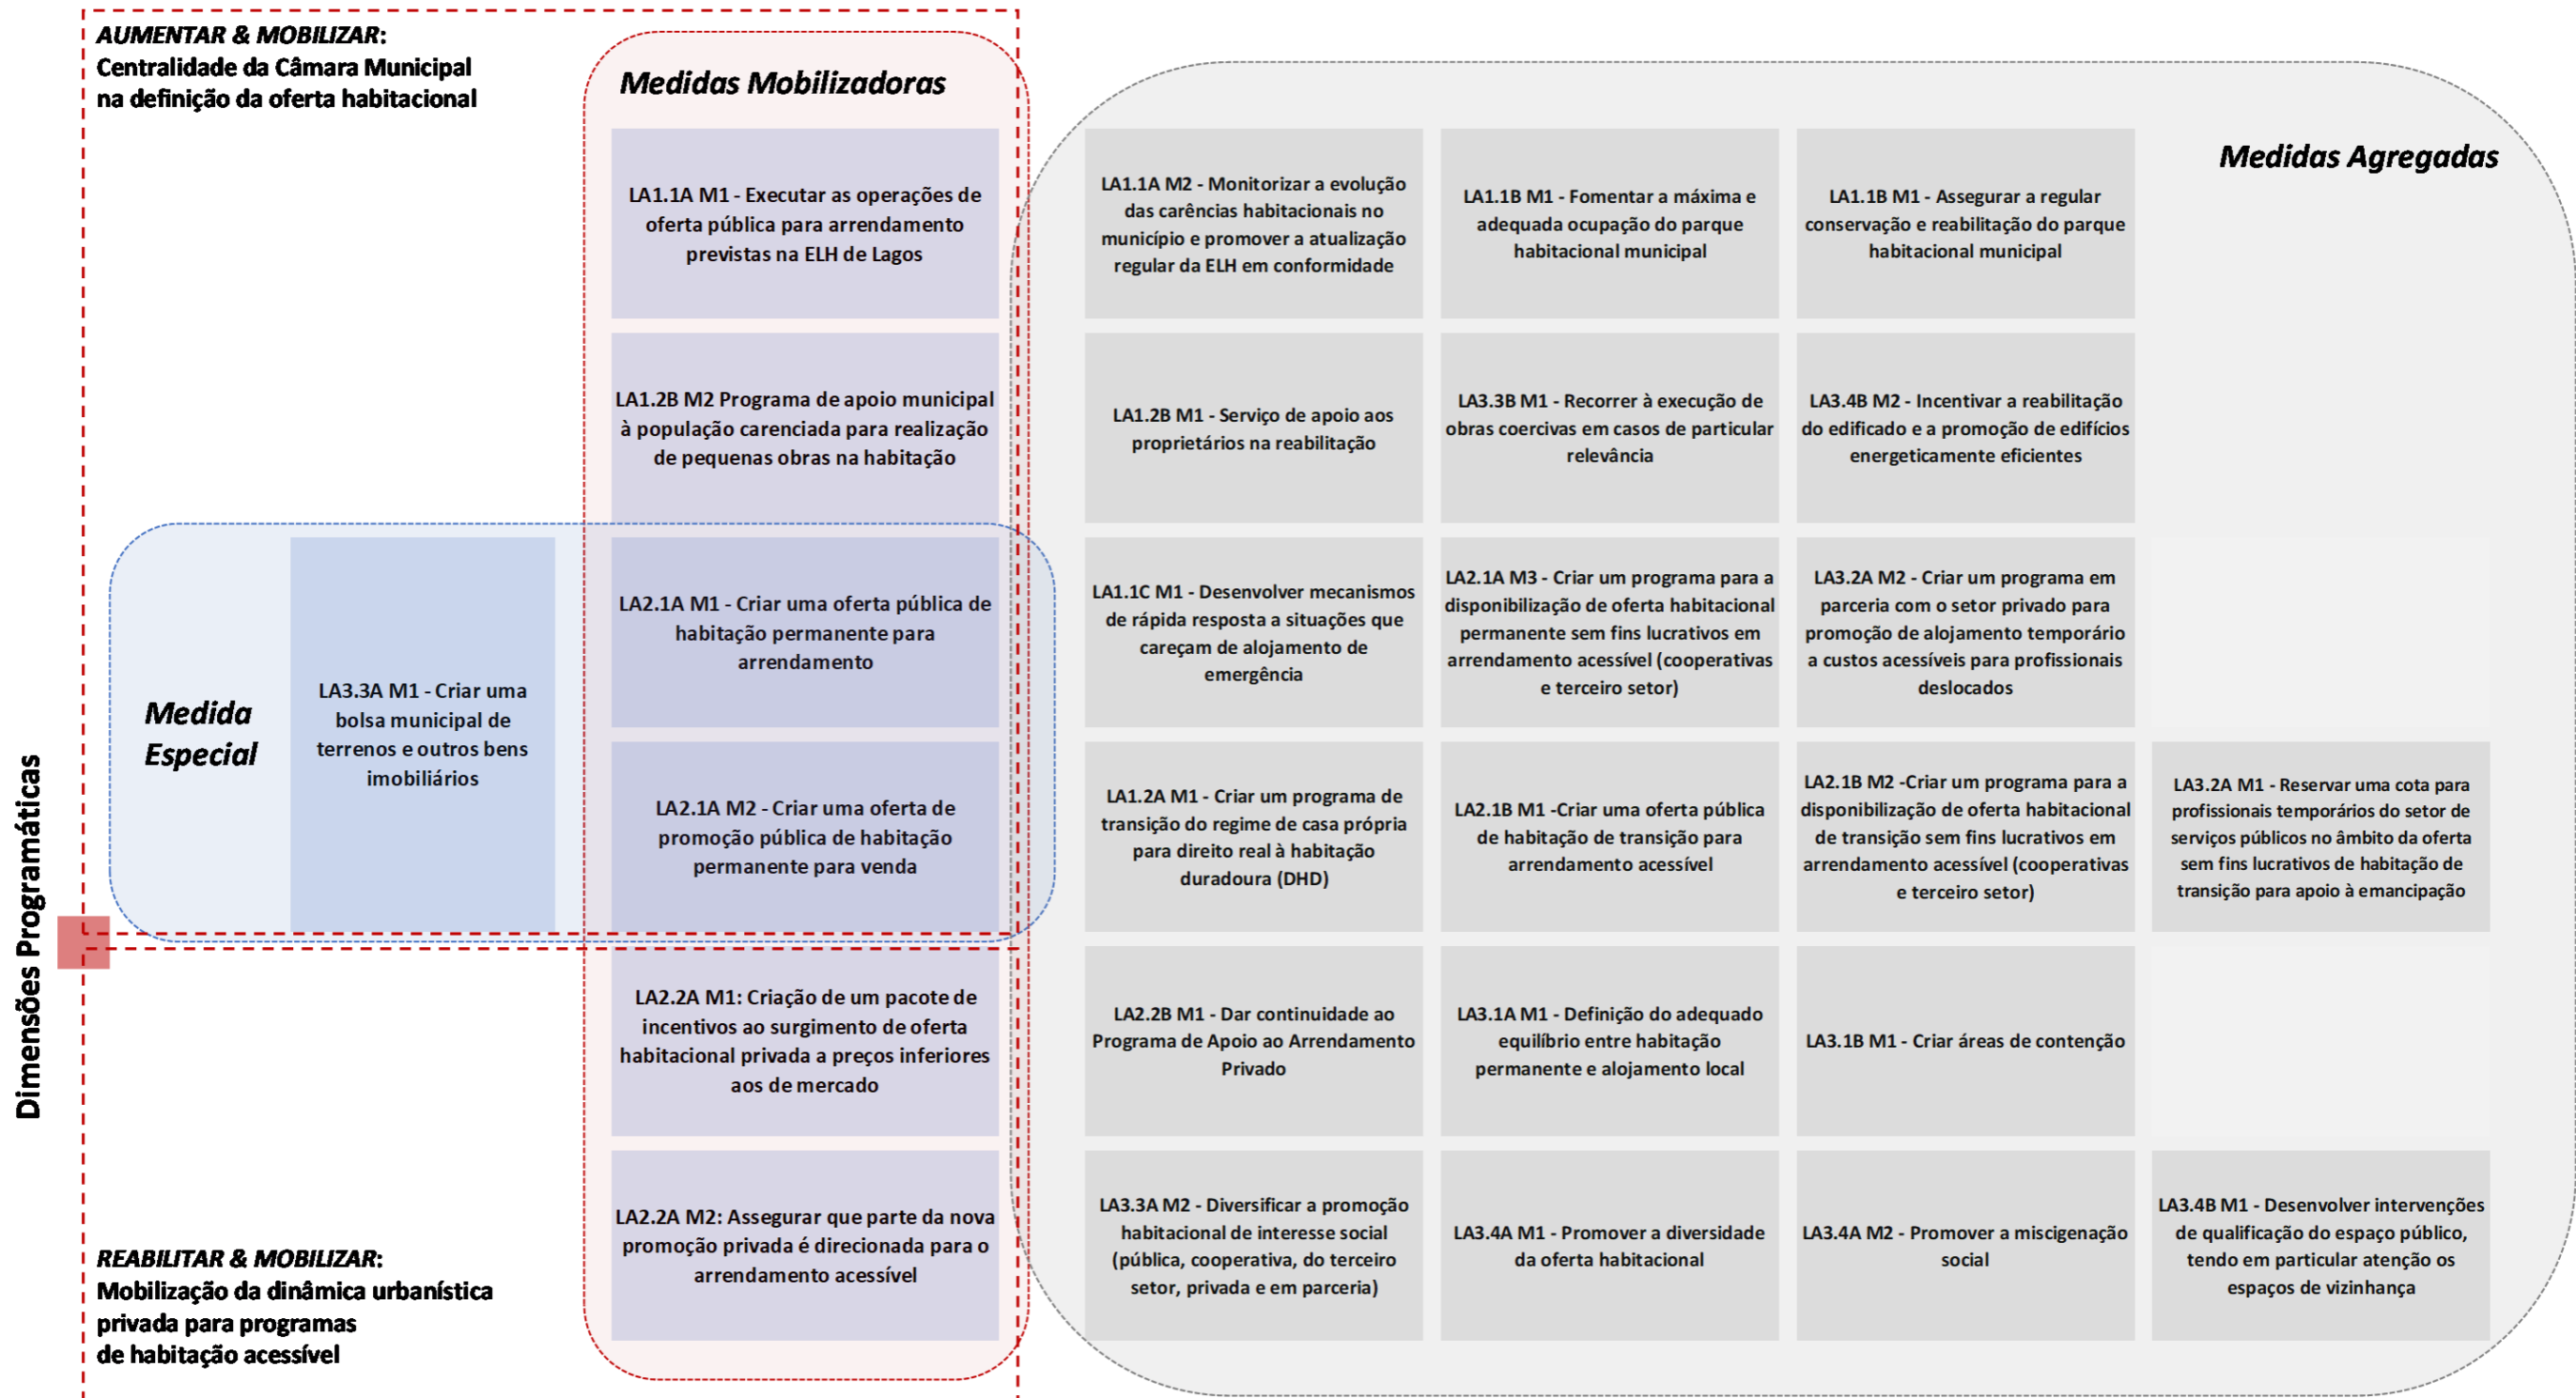 AUMENTAR & MOBILIZAR:
Centralidade da Câmara Municipal
na definição da oferta habitacional
Medidas Mobilizadoras
Medidas Agregadas
LA1.1A M1 - Executar as operações de
oferta pública para arrendamento
previstas na ELH de Lagos
LA1.1A M2 - Monitorizar a evolução
das carências habitacionais no
município e promover a atualização
regular da ELH em conformidade
LA1.1B M1 - Fomentar a máxima e
adequada ocupação do parque
habitacional municipal
LA1.1B M1 - Assegurar a regular
conservação e reabilitação do parque
habitacional municipal
LA1.2B M2 Programa de apoio municipal
à população carenciada para realização
de pequenas obras na habitação
LA1.2B M1 - Serviço de apoio aos
proprietários na reabilitação
LA3.3B M1 - Recorrer à execução de
obras coercivas em casos de particular
relevância
LA3.4B M2 - Incentivar a reabilitação
do edificado e a promoção de edifícios
energeticamente eficientes
Medida
Especial
LA3.3A M1 - Criar uma
bolsa municipal de
terrenos e outros bens
imobiliários
LA2.1A M1 - Criar uma oferta pública de
habitação permanente para
arrendamento
LA1.1C M1 - Desenvolver mecanismos
de rápida resposta a situações que
careçam de alojamento de
emergência
LA2.1A M3 - Criar um programa para a
disponibilização de oferta habitacional
permanente sem fins lucrativos em
arrendamento acessível (cooperativas
e terceiro setor)
LA3.2A M2 - Criar um programa em
parceria com o setor privado para
promoção de alojamento temporário
a custos acessíveis para profissionais
deslocados
LA2.1A M2 - Criar uma oferta de
promoção pública de habitação
permanente para venda
LA1.2A M1 - Criar um programa de
transição do regime de casa própria
para direito real à habitação
duradoura (DHD)
LA2.1B M1 -Criar uma oferta pública
de habitação de transição para
arrendamento acessível
LA2.1B M2 -Criar um programa para a
disponibilização de oferta habitacional
de transição sem fins lucrativos em
arrendamento acessível (cooperativas
e terceiro setor)
LA3.2A M1 - Reservar uma cota para
profissionais temporários do setor de
serviços públicos no âmbito da oferta
sem fins lucrativos de habitação de
transição para apoio à emancipação
Dimensões Programáticas
LA2.2A M1: Criação de um pacote de
incentivos ao surgimento de oferta
habitacional privada a preços inferiores
aos de mercado
LA2.2B M1 - Dar continuidade ao
Programa de Apoio ao Arrendamento
Privado
LA3.1A M1 - Definição do adequado
equilíbrio entre habitação
permanente e alojamento local
LA3.1B M1 - Criar áreas de contenção
LA2.2A M2: Assegurar que parte da nova
promoção privada é direcionada para o
arrendamento acessível
LA3.3A M2 - Diversificar a promoção
habitacional de interesse social
(pública, cooperativa, do terceiro
setor, privada e em parceria)
LA3.4A M1 - Promover a diversidade
da oferta habitacional
LA3.4A M2 - Promover a miscigenação
social
LA3.4B M1 - Desenvolver intervenções
de qualificação do espaço público,
tendo em particular atenção os
espaços de vizinhança
REABILITAR & MOBILIZAR:
Mobilização da dinâmica urbanística
privada para programas
de habitação acessível